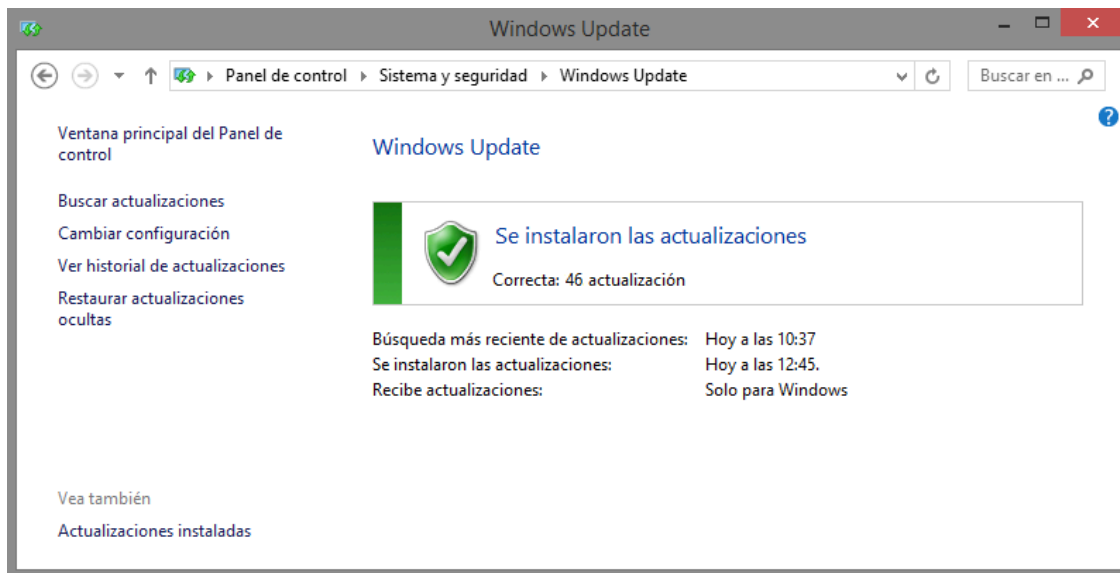 Windows Update
Panel de control Sistema y seguridad Windows Update
Buscar en ...
Ventana principal del Panel de
control
Buscar actualizaciones
Cambiar configuración
Ver historial de actualizaciones
Restaurar actualizaciones
ocultas
Windows Update
Se instalaron las actualizaciones
Correcta: 46 actualización
Búsqueda más reciente de actualizaciones: Hoy a las 10:37
Se instalaron las actualizaciones: Hoy a las 12:45.
Recibe actualizaciones: Solo para Windows
Vea también
Actualizaciones instaladas